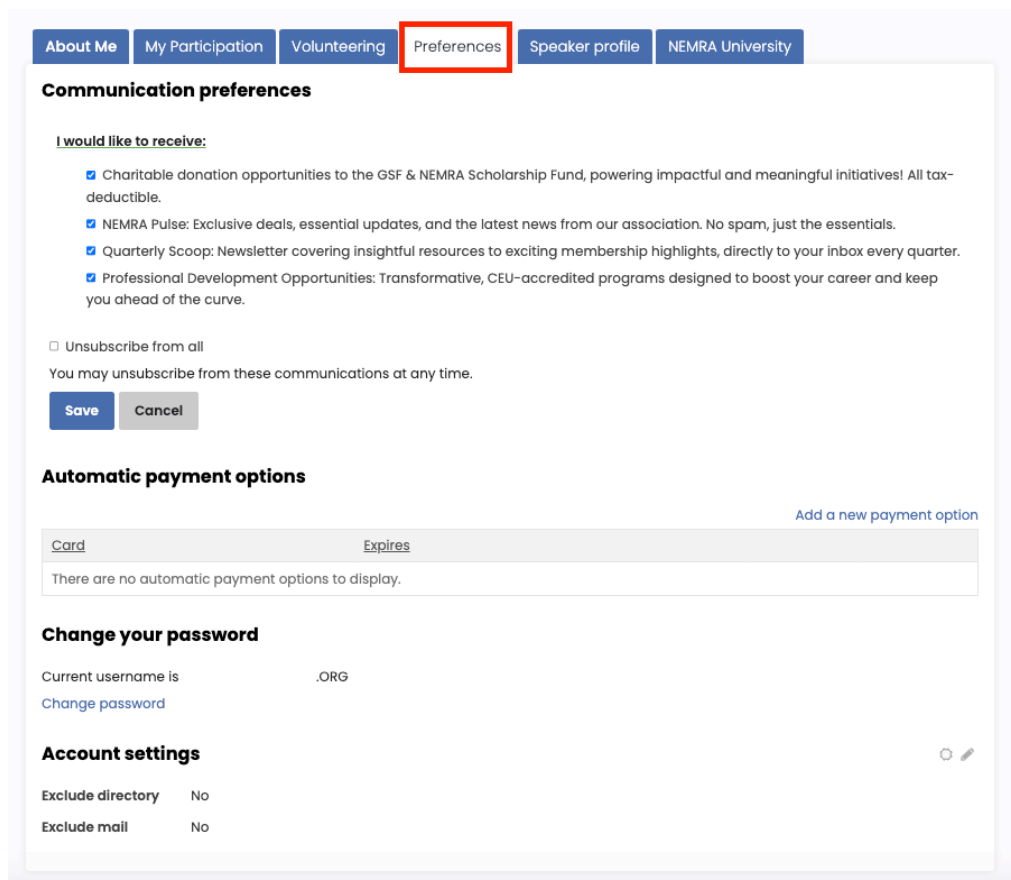 About Me My Participation Volunteering Preferences Speaker profile NEMRA University
Communication preferences
I would like to receive:
Charitable donation opportunities to the GSF & NEMRA Scholarship Fund, powering impactful and meaningful initiatives! All tax-
deductible.
NEMRA Pulse: Exclusive deals, essential updates, and the latest news from our association. No spam, just the essentials.
Quarterly Scoop: Newsletter covering insightful resources to exciting membership highlights, directly to your inbox every quarter.
Professional Development Opportunities: Transformative, CEU-accredited programs designed to boost your career and keep
you ahead of the curve.
Unsubscribe from all
You may unsubscribe from these communications at any time.
Save Cancel
Automatic payment options
Add a new payment option
Card Expires
There are no automatic payment options to display.
Change your password
Current username is .ORG
Change password
Account settings
Exclude directory No
Exclude mail No